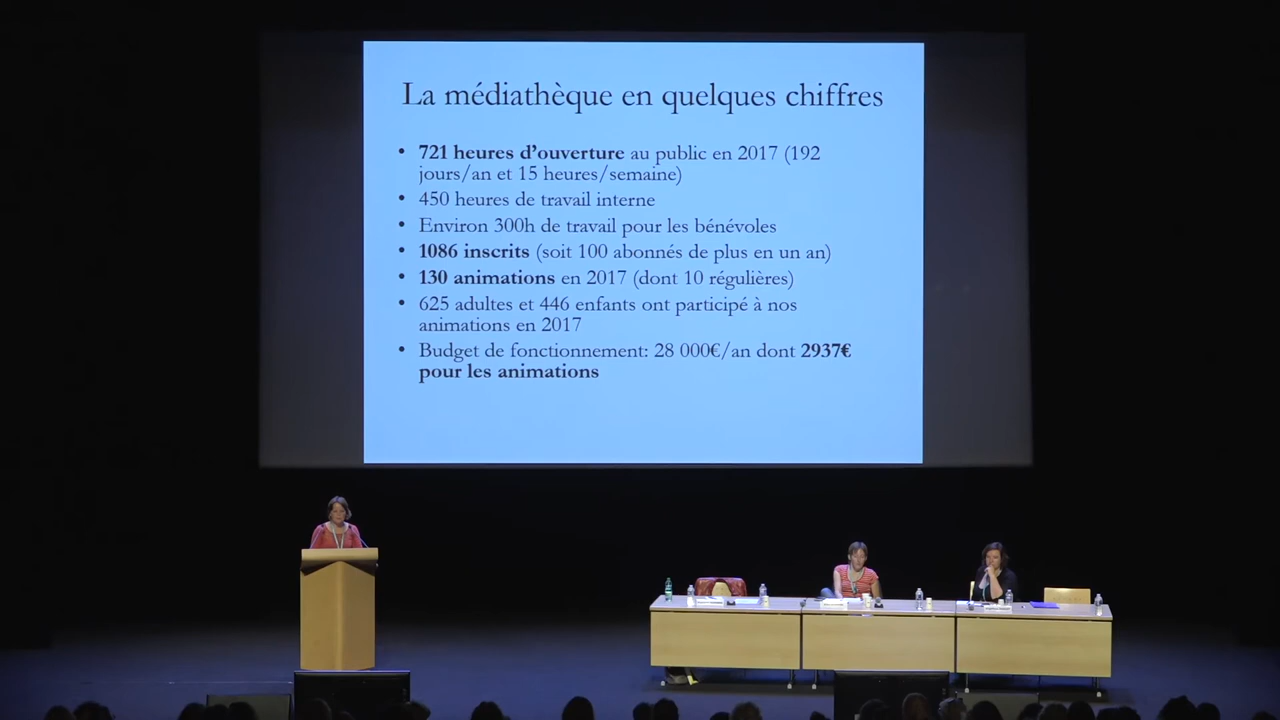 La médiathèque en quelques chiffres
• 721 heures d'ouverture au public en 2017 (192
jours/an et 15 heures/semaine)
• 450 heures de travail interne
• Environ 300h de travail pour les bénévoles
• 1086 inscrits (soit 100 abonnés de plus en un an)
• 130 animations en 2017 (dont 10 régulières)
• 625 adultes et 446 enfants ont participé à nos
animations en 2017
• Budget de fonctionnement: 28 000€/an dont 2937€
pour les animations